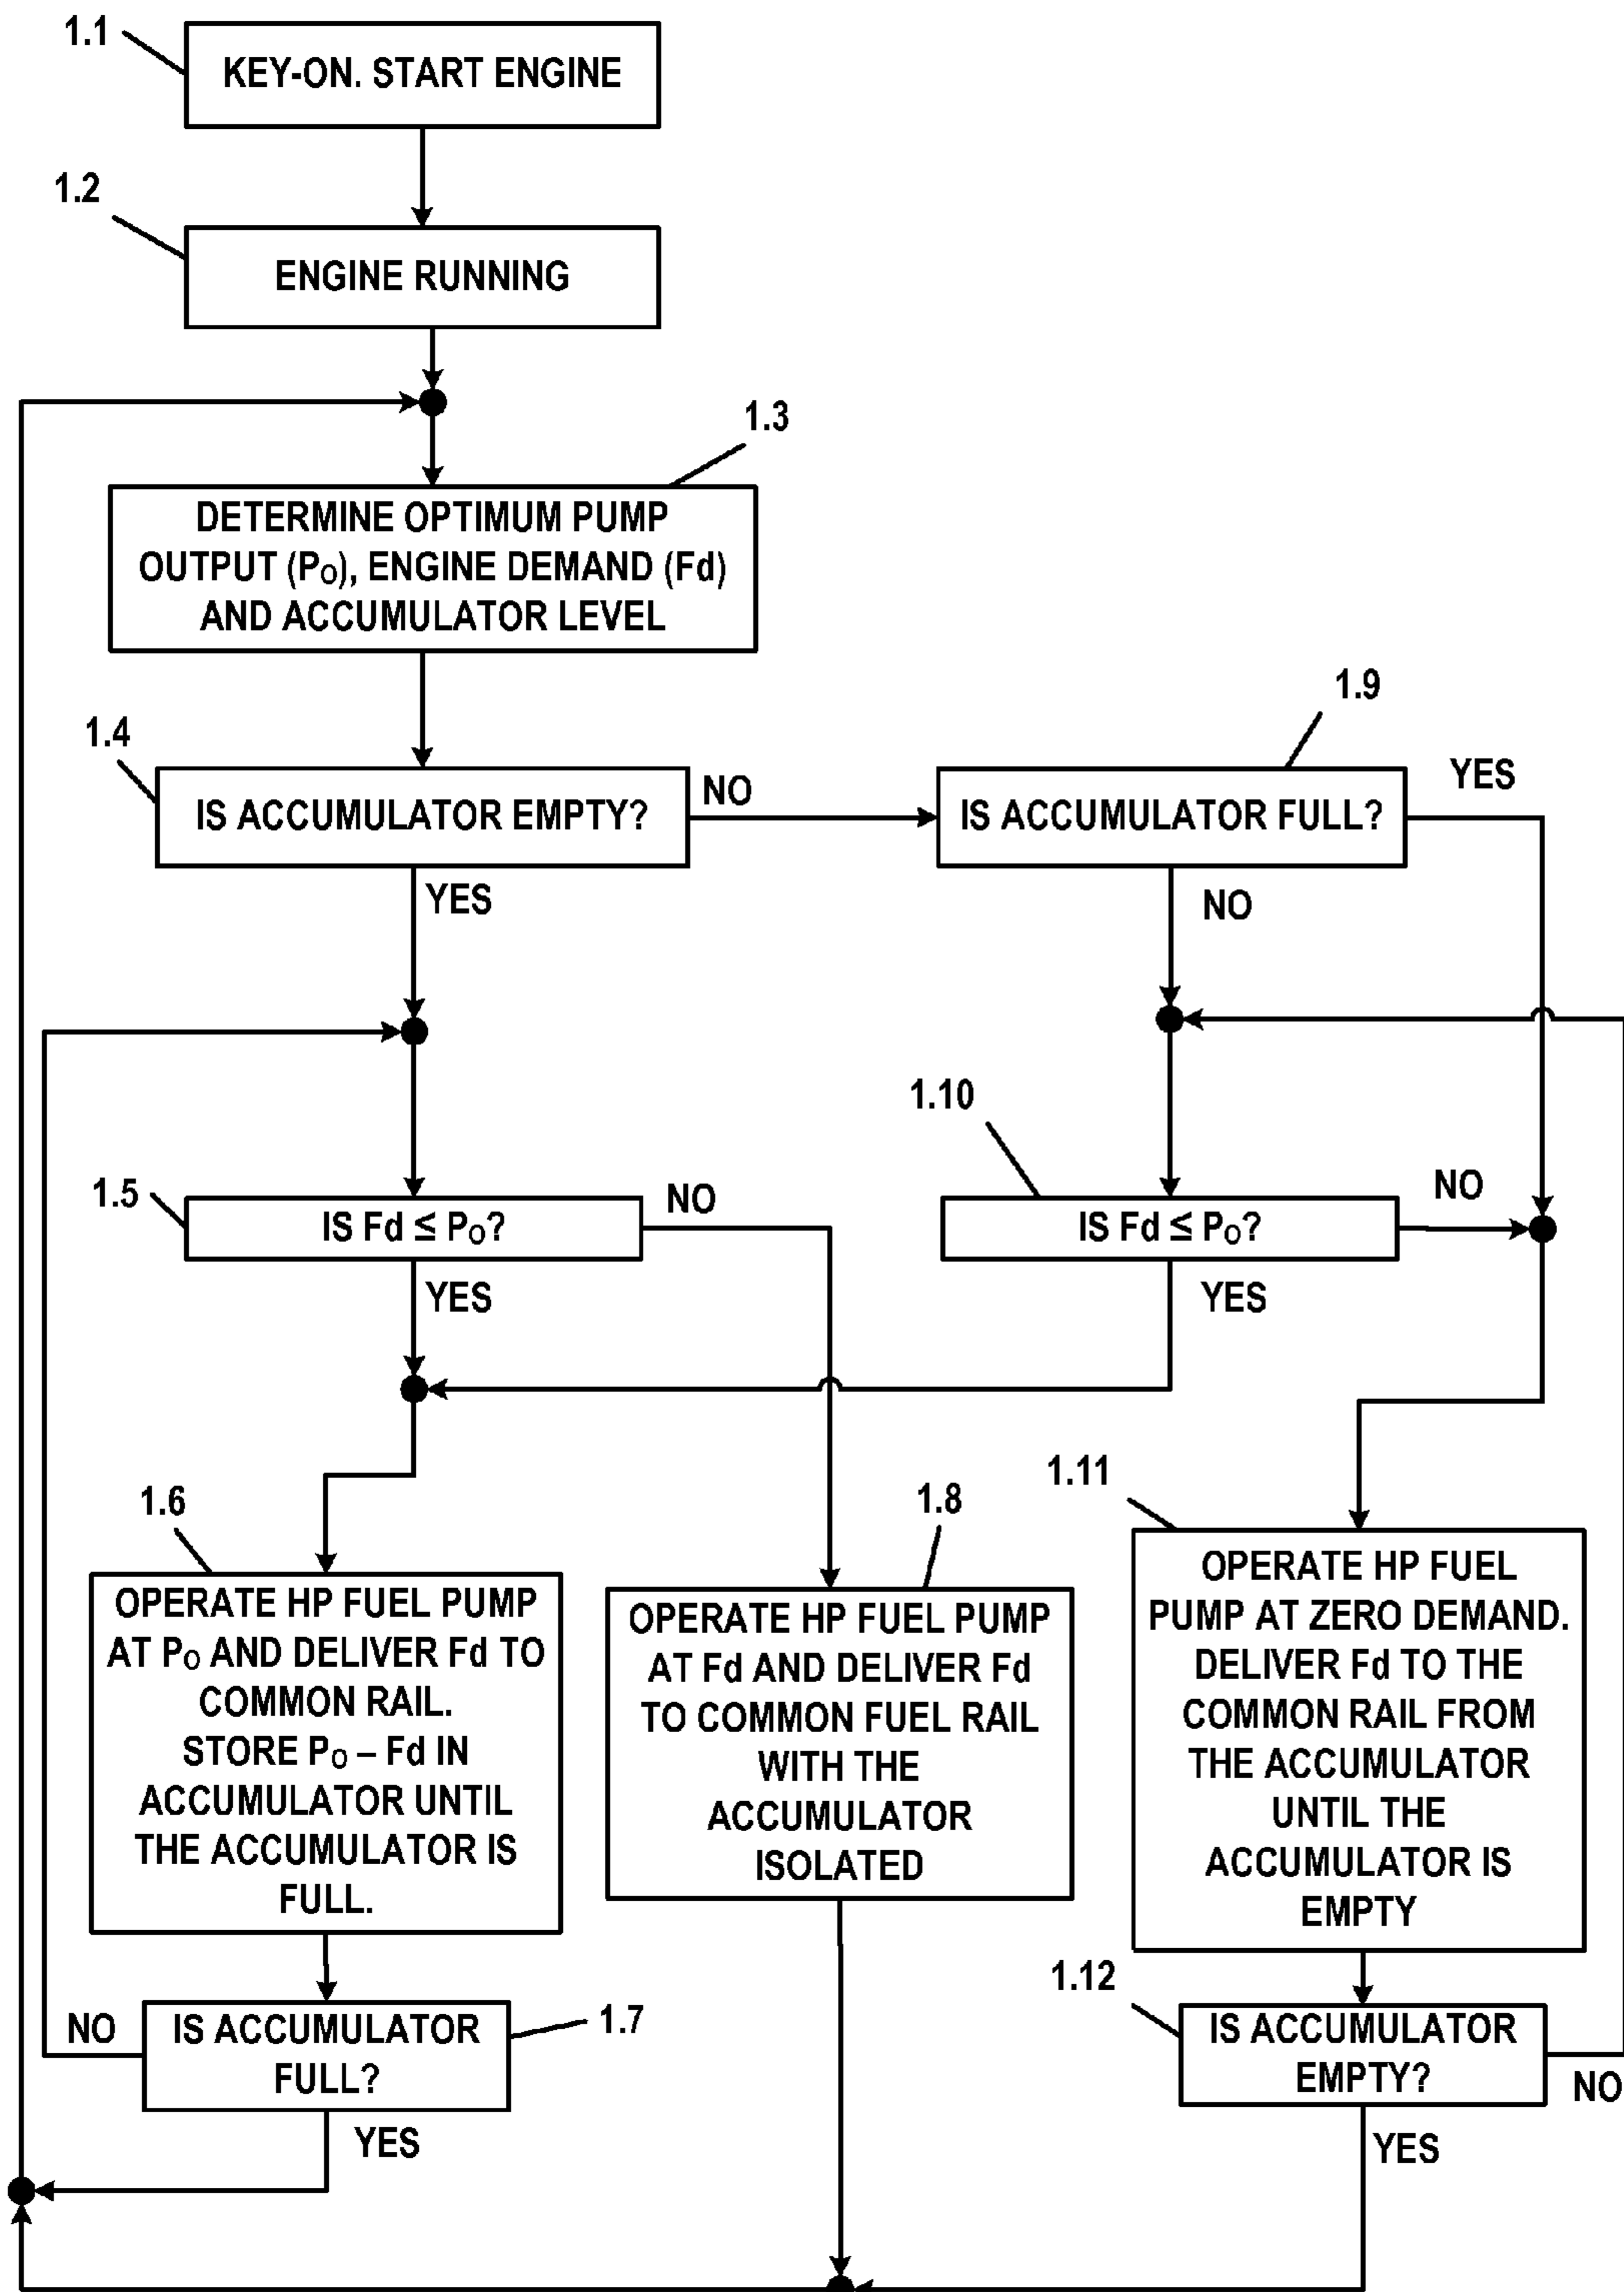 1.1
KEY-ON. START ENGINE
1.2
ENGINE RUNNING
1.3
DETERMINE OPTIMUM PUMP
OUTPUT (PO), ENGINE DEMAND (Fd)
AND ACCUMULATOR LEVEL
1.4
IS ACCUMULATOR EMPTY?
NO
YES
1.9
IS ACCUMULATOR FULL?
YES
NO
1.5
IS Fd ≤ PO?
NO
YES
1.10
IS Fd ≤ PO?
NO
YES
1.6
OPERATE HP FUEL PUMP
AT PO AND DELIVER Fd TO
COMMON RAIL.
STORE PO – Fd IN
ACCUMULATOR UNTIL
THE ACCUMULATOR IS
FULL.
1.8
OPERATE HP FUEL PUMP
AT Fd AND DELIVER Fd
TO COMMON FUEL RAIL
WITH THE
ACCUMULATOR
ISOLATED
1.11
OPERATE HP FUEL
PUMP AT ZERO DEMAND.
DELIVER Fd TO THE
COMMON RAIL FROM
THE ACCUMULATOR
UNTIL THE
ACCUMULATOR IS
EMPTY
1.7
IS ACCUMULATOR
FULL?
NO
YES
1.12
IS ACCUMULATOR
EMPTY?
NO
YES